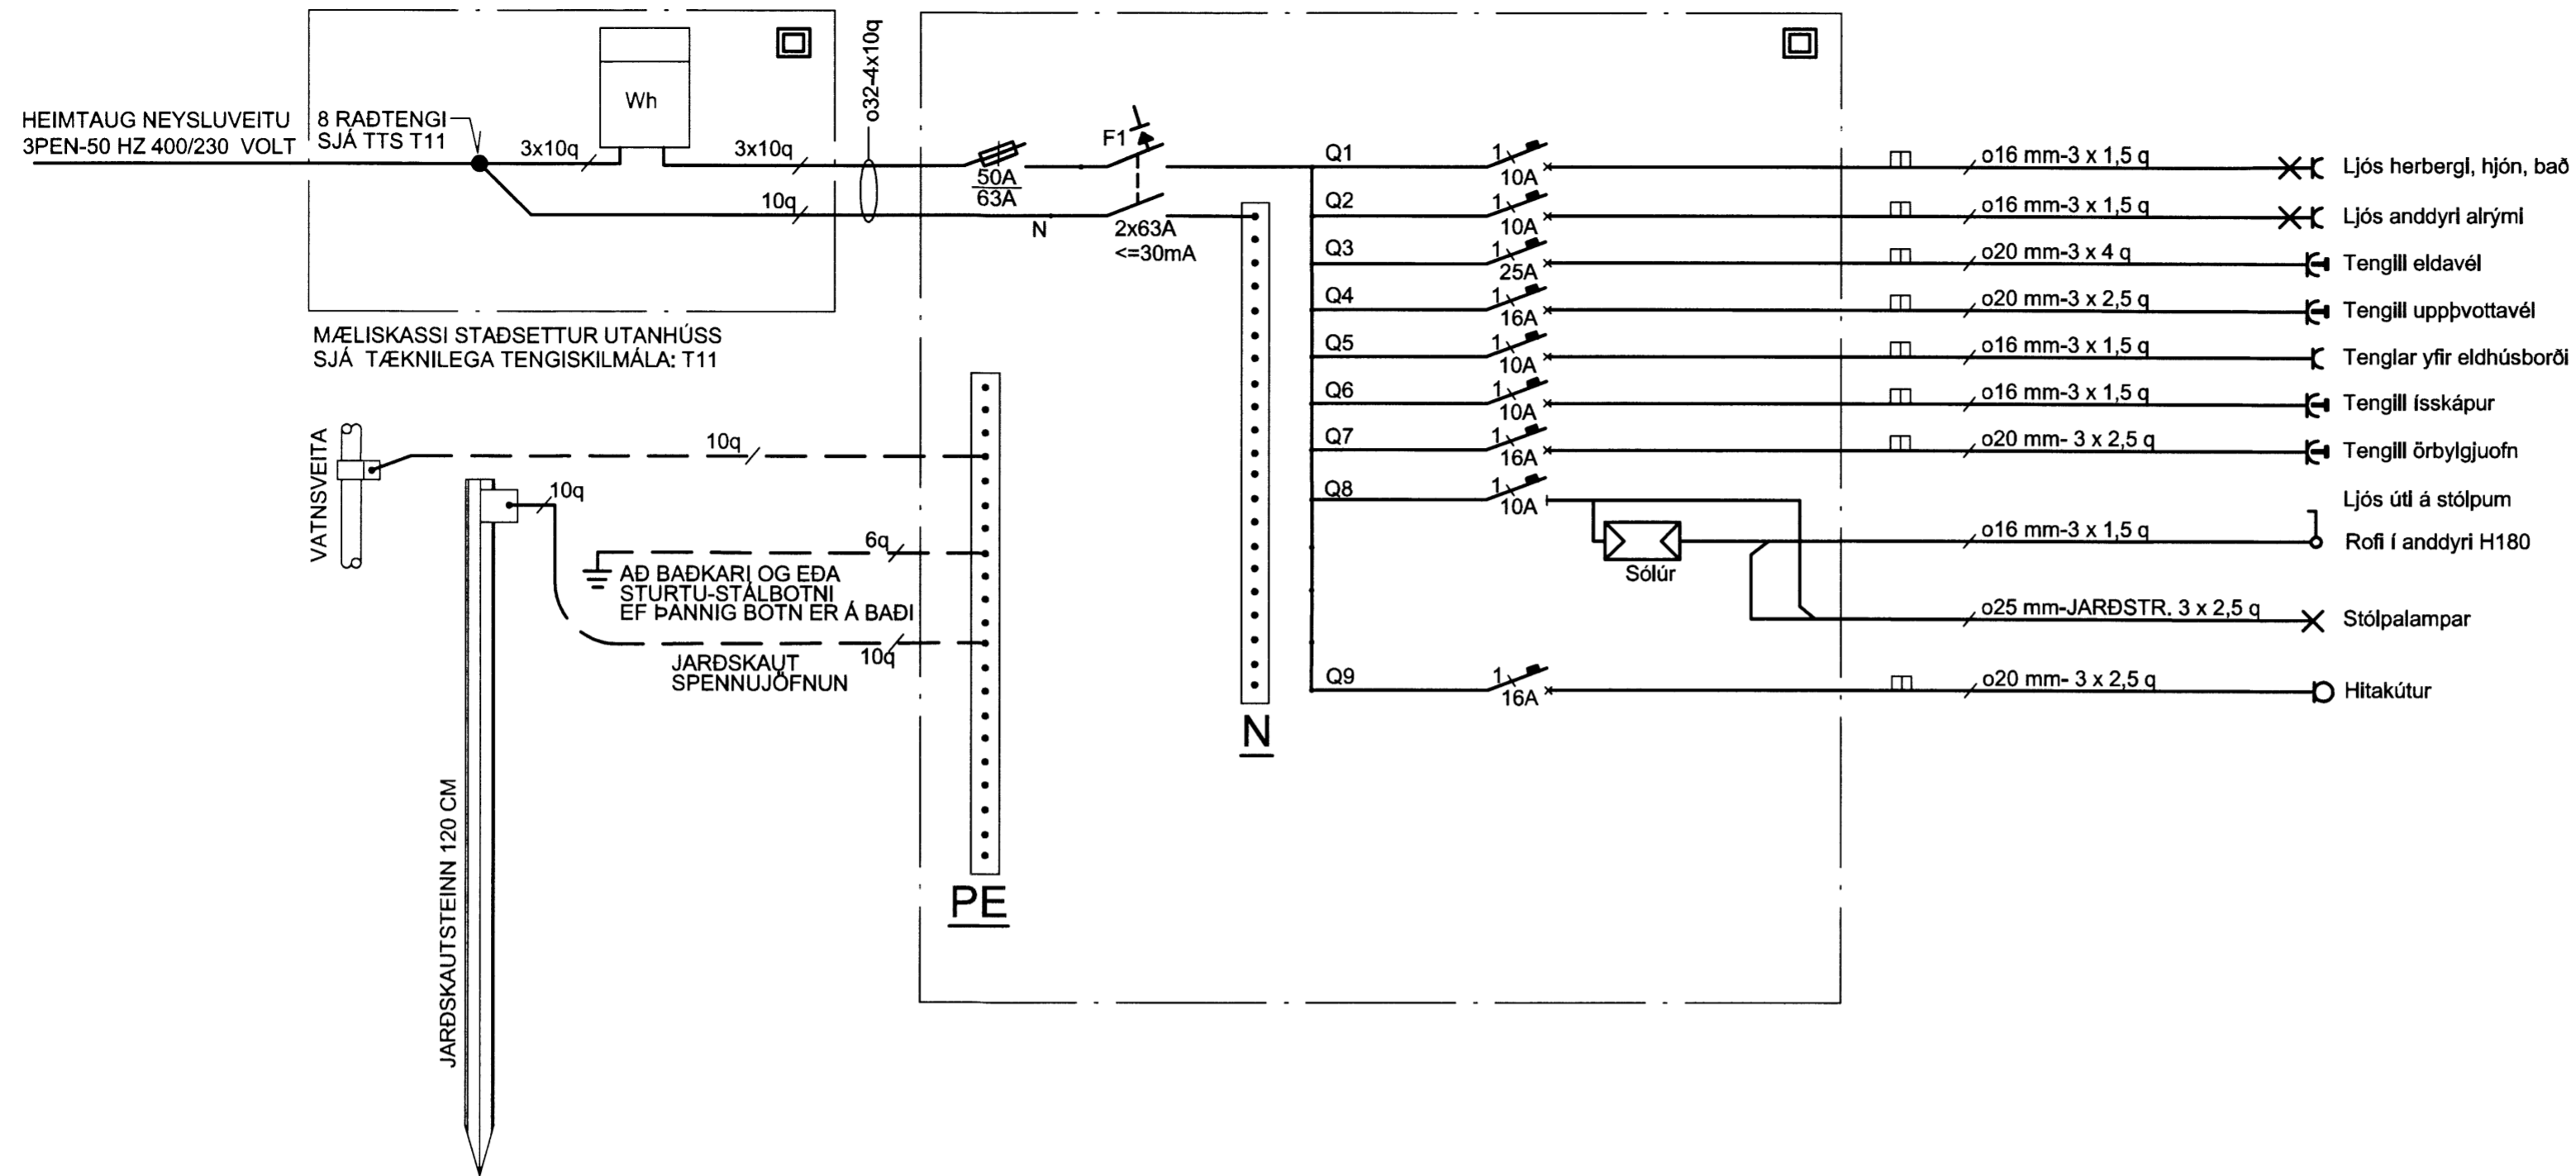 HEIMTAUG NEYSLUVEITU
3PEN-50 HZ 400/230 VOLT
8 RAÐTENGI
SJÁ TTS T11
3x10q
Wh
3x10q
10q
o32-4x10q
MÆLISKASSI STAÐSETTUR UTANHÚSS
SJÁ TÆKNILEGA TENGISKILMÁLA: T11
50A
63A
N
F1
2x63A
<=30mA
Q1
1
10A
o16 mm-3 x 1,5 q
Ljós herbergi, hjón, bað
Q2
1
10A
o16 mm-3 x 1,5 q
Ljós anddyri alrými
Q3
1
25A
o20 mm-3 x 4 q
Tengill eldavél
Q4
1
16A
o20 mm-3 x 2,5 q
Tengill uppþvottavél
Q5
1
10A
o16 mm-3 x 1,5 q
Tenglar yfir eldhúsborði
Q6
1
10A
o16 mm-3 x 1,5 q
Tengill ísskápur
Q7
1
16A
o20 mm- 3 x 2,5 q
Tengill örbylgjuofn
Q8
1
10A
Ljós úti á stólpum
Sólúr
o16 mm-3 x 1,5 q
Rofi í anddyri H180
o25 mm-JARÐSTR. 3 x 2,5 q
Stólpalampar
Q9
1
16A
o20 mm- 3 x 2,5 q
Hitakútur
VATNSVEITA
10q
10q
6q
AÐ BAÐKARI OG EÐA
STURTU-STÁLBOTNI
EF ÞANNIG BOTN ER Á BAÐI
10q
JARÐSKAUT
SPENNUJÖFNUN
JARÐSKAUTSTEINN 120 CM
PE
N